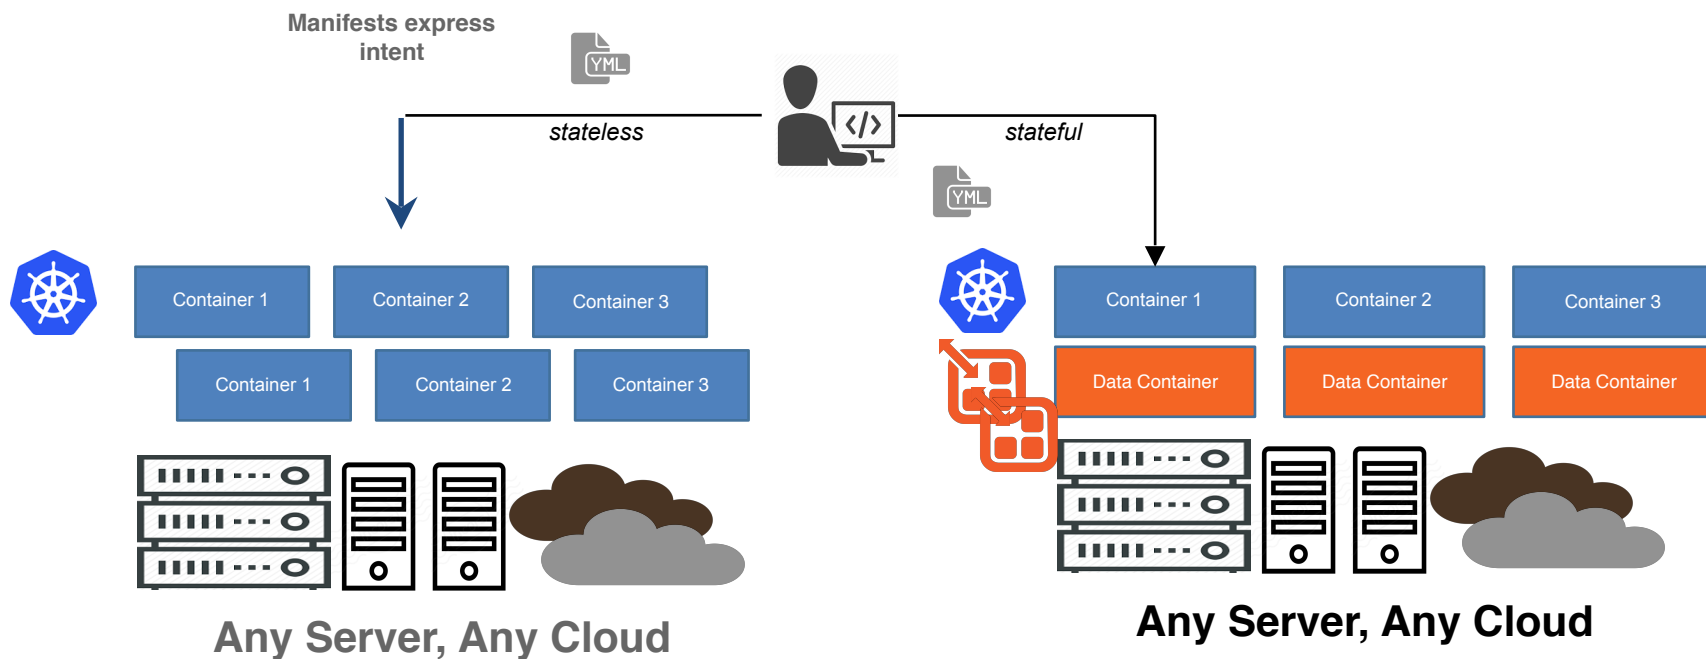 Manifests express
intent
YML
stateless
</>
stateful
YML
Container 1
Container 2
Container 3
Container 1
Container 2
Container 3
Container 1
Container 2
Container 3
Data Container
Data Container
Data Container
Any Server, Any Cloud
Any Server, Any Cloud